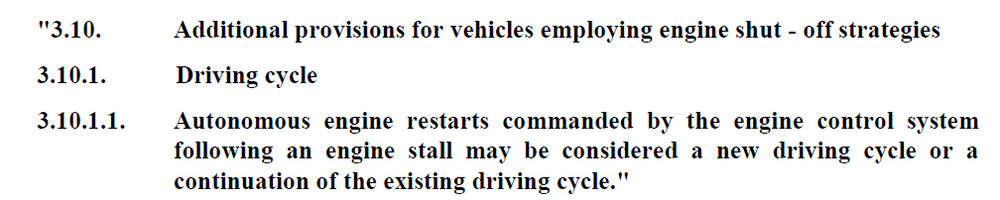 "3.10. Additional provisions for vehicles employing engine shut - off strategies
3.10.1. Driving cycle
3.10.1.1. Autonomous engine restarts commanded by the engine control system
following an engine stall may be considered a new driving cycle or a
continuation of the existing driving cycle."